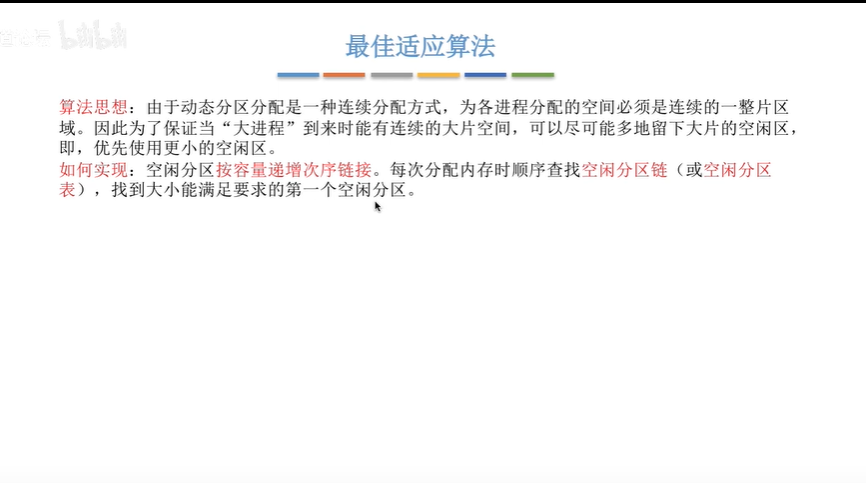 bilibili
最佳适应算法
算法思想：由于动态分区分配是一种连续分配方式，为各进程分配的空间必须是连续的一整片区
域。因此为了保证当“大进程”到来时能有连续的大片空间，可以尽可能多地留下大片的空闲区，
即，优先使用更小的空闲区。
如何实现：空闲分区按容量递增次序链接。每次分配内存时顺序查找空闲分区链（或空闲分区
表），找到大小能满足要求的第一个空闲分区。